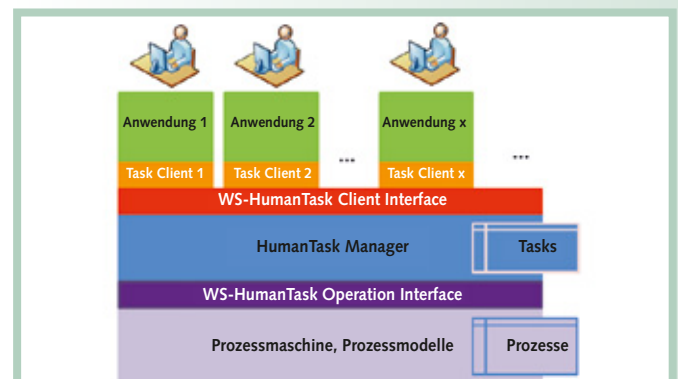 Anwendung 1
Anwendung 2
Anwendung x
...
...
Task Client 1
Task Client 2
Task Client x
WS-HumanTask Client Interface
HumanTask Manager
Tasks
WS-HumanTask Operation Interface
Prozessmaschine, Prozessmodelle
Prozesse